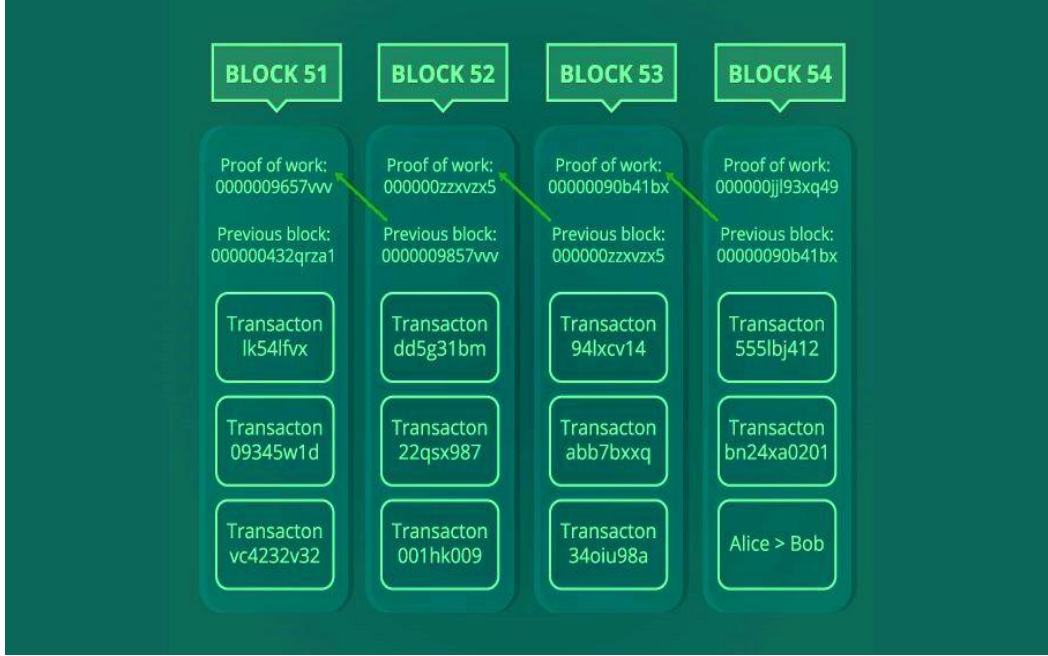 BLOCK 51
Proof of work:
0000009657vvv
Previous block:
000000432qrza1
Transacton
lk54lfvx
Transacton
09345w1d
Transacton
vc4232v32
BLOCK 52
Proof of work:
000000zzxvzx5
Previous block:
0000009857vvv
Transacton
dd5g31bm
Transacton
22qsx987
Transacton
001hk009
BLOCK 53
Proof of work:
00000090b41bx
Previous block:
000000zzxvzx5
Transacton
94lxcv14
Transacton
abb7bxxq
Transacton
34oiu98a
BLOCK 54
Proof of work:
000000jjl93xq49
Previous block:
00000090b41bx
Transacton
555lbj412
Transacton
bn24xa0201
Alice > Bob